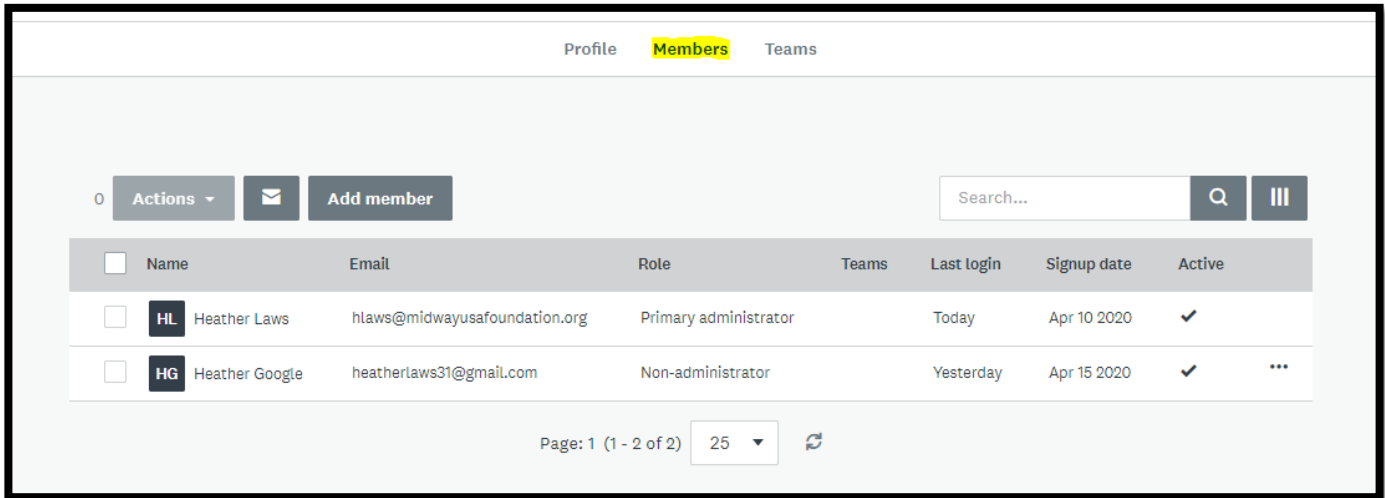 Profile Members Teams
0 Actions Add member Search...
Name Email Role Teams Last login Signup date Active
HL Heather Laws hlaws@midwayusafoundation.org Primary administrator Today Apr 10 2020
HG Heather Google heatherlaws31@gmail.com Non-administrator Yesterday Apr 15 2020
Page: 1 (1 - 2 of 2) 25